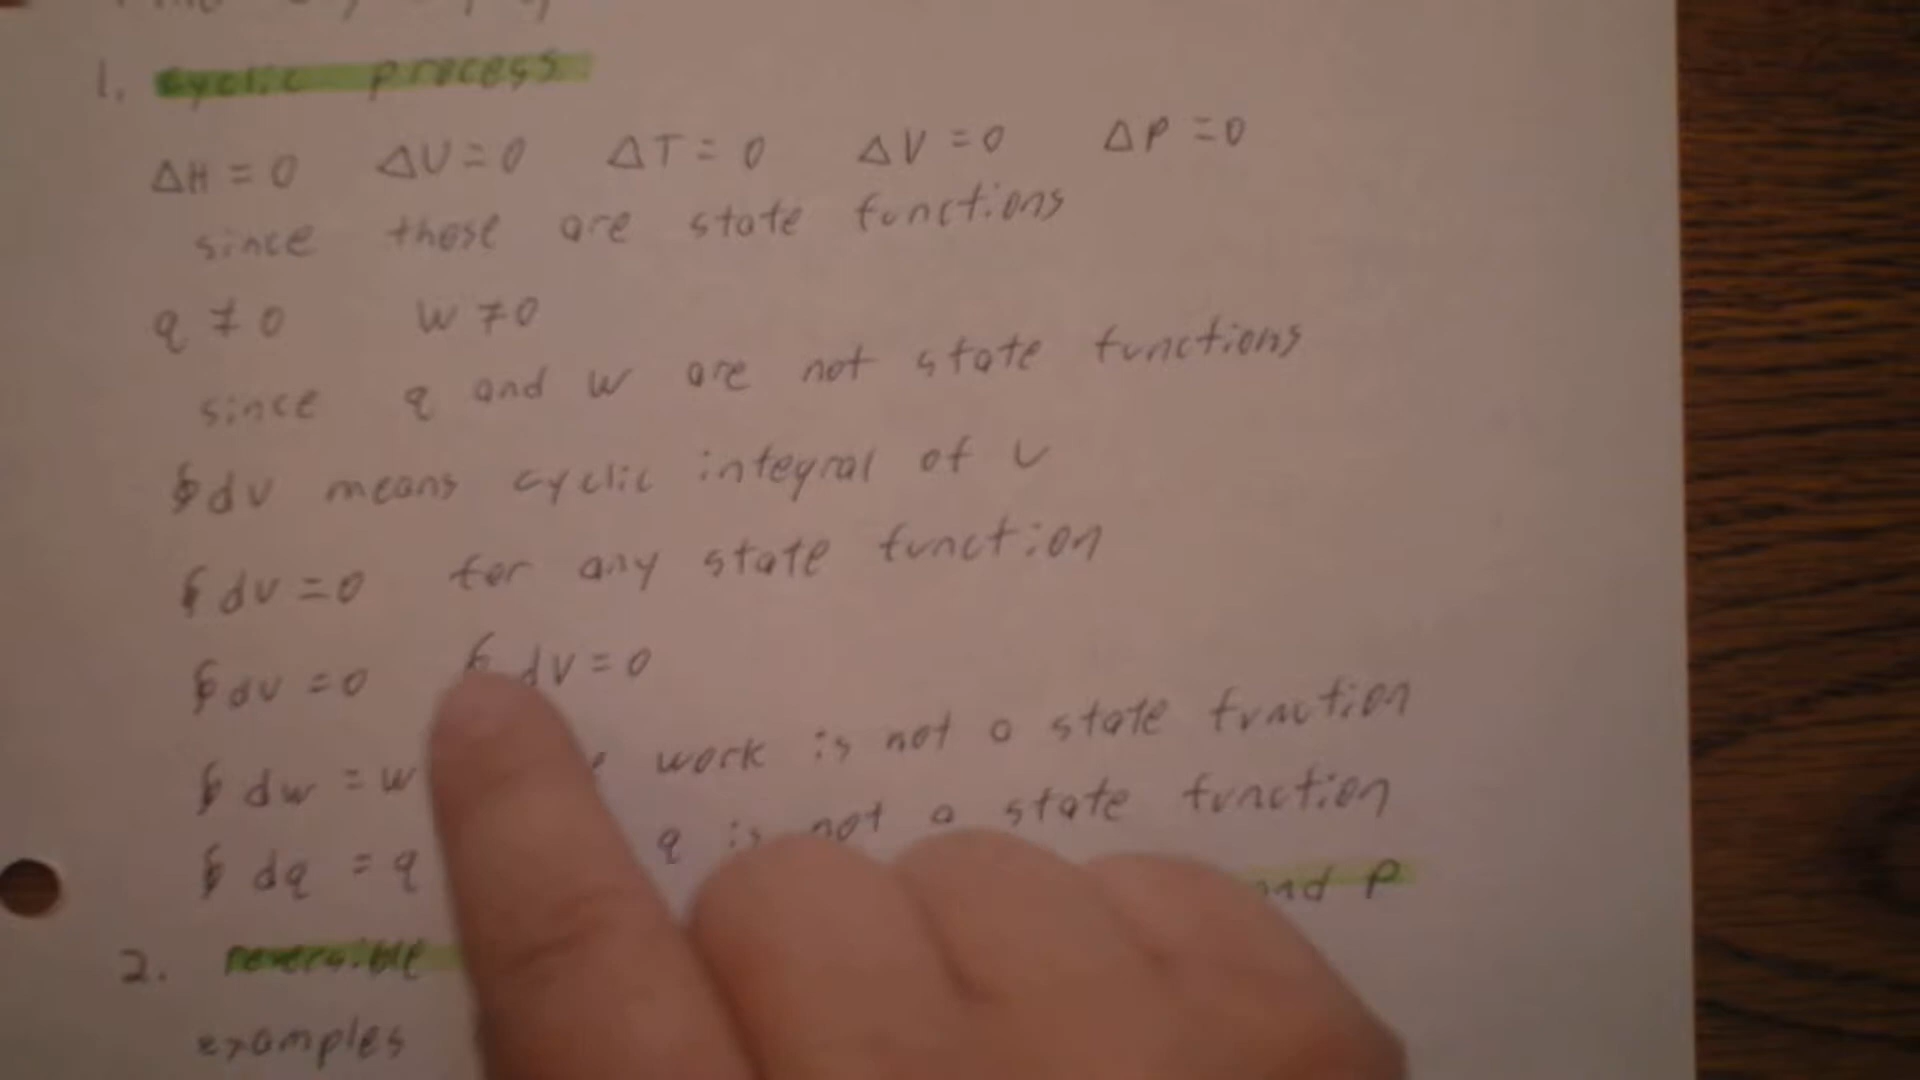 1. cyclic process
ΔH = 0 ΔU = 0 ΔT = 0 ΔV = 0 ΔP = 0
since these are state functions
q ≠ 0 w ≠ 0
since q and w are not state functions
∮ dU means cyclic integral of U
∮ dU = 0 for any state function
∮ dU = 0 ∮ dV = 0
∮ dw = w work is not a state function
∮ dq = q q is not a state function
2. reversible and P
examples